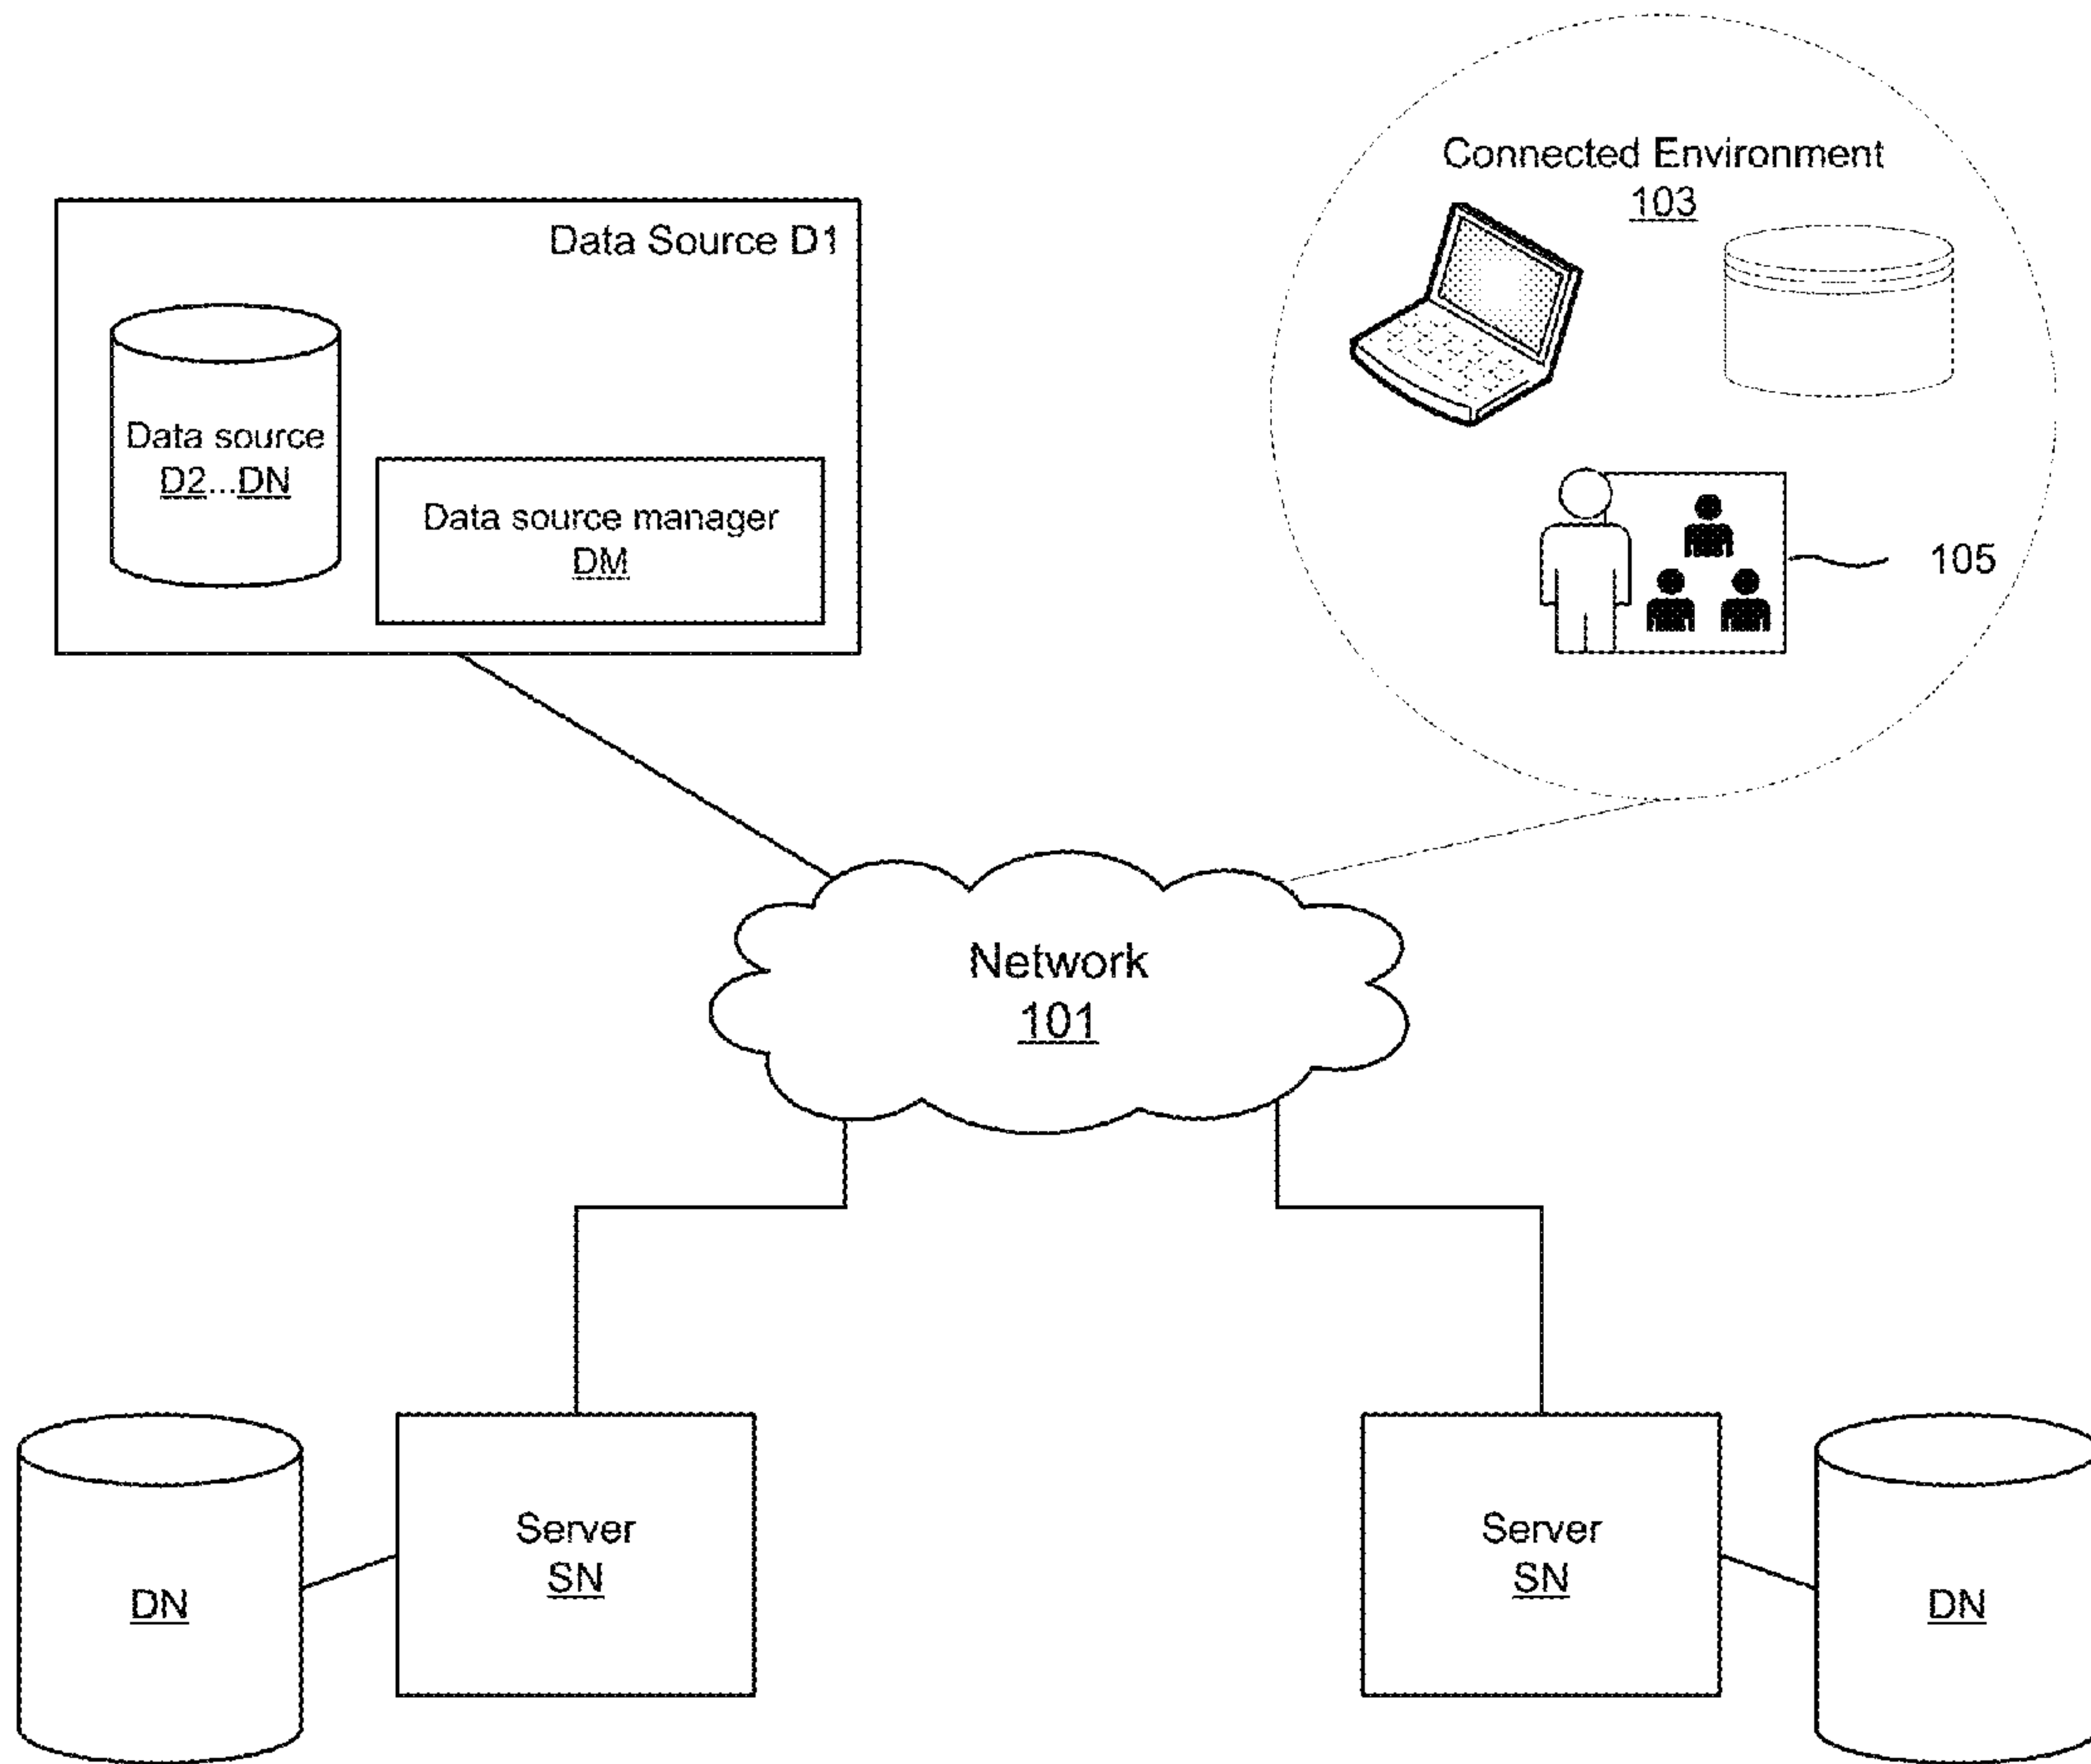 Connected Environment
103
Data Source D1
Data source
D2...DN
Data source manager
DM
105
Network
101
Server
SN
DN
Server
SN
DN